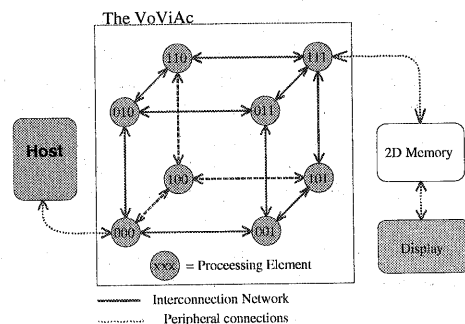 The VoViAc
110
111
010
011
Host
2D Memory
100
101
000
001
Display
xxx = Proceessing Element
Interconnection Network
Peripheral connections